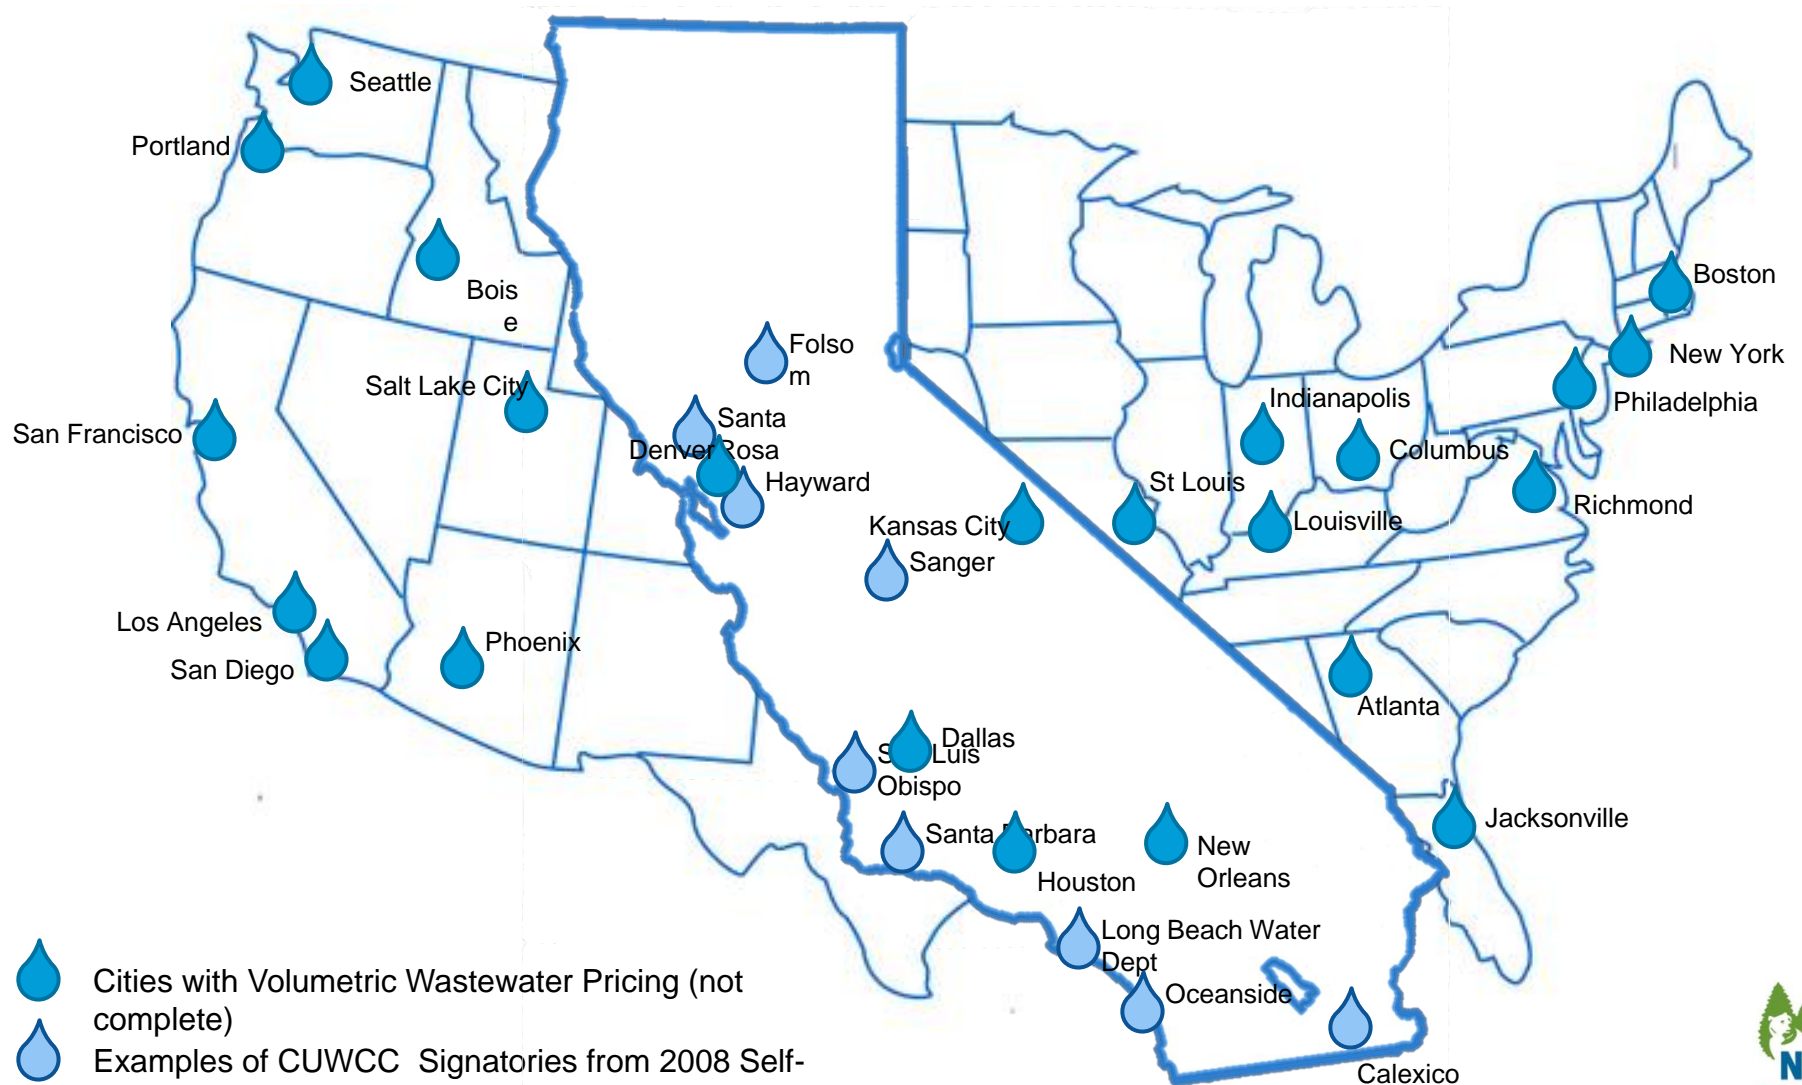 Seattle
Portland
Bois
e
Boston
Folso
m
New York
Salt Lake City
Indianapolis
Philadelphia
Santa
Rosa
San Francisco
Denver
Columbus
Hayward
St Louis
Richmond
Kansas City
Louisville
Sanger
Los Angeles
Phoenix
San Diego
Atlanta
Dallas
Luis
Obispo
Jacksonville
Santa Barbara
New
Orleans
Houston
Long Beach Water
Dept
Oceanside
Calexico
Cities with Volumetric Wastewater Pricing (not
complete)
Examples of CUWCC Signatories from 2008 Self-
N